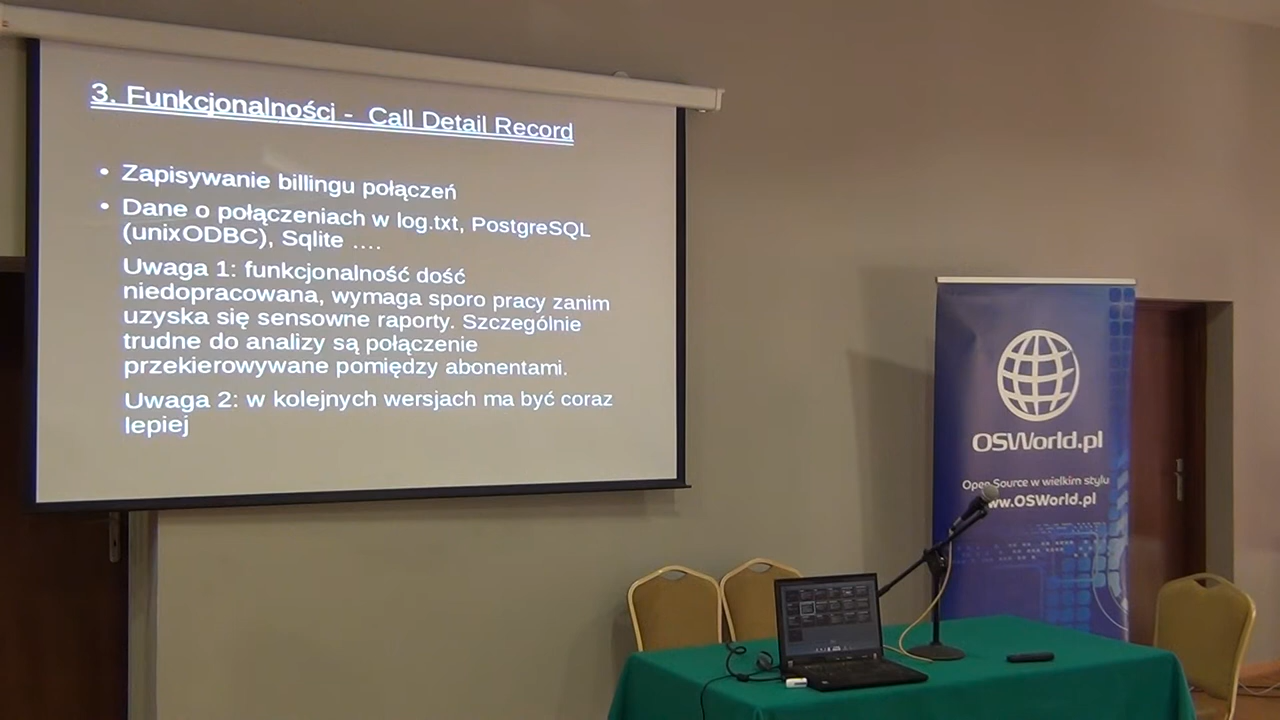 3. Funkcjonalności - Call Detail Record
• Zapisywanie billingu połączeń
• Dane o połączeniach w log.txt, PostgreSQL
(unixODBC), Sqlite ....
Uwaga 1: funkcjonalność dość
niedopracowana, wymaga sporo pracy zanim
uzyska się sensowne raporty. Szczególnie
trudne do analizy są połączenie
przekierowywane pomiędzy abonentami.
Uwaga 2: w kolejnych wersjach ma być coraz
lepiej
OSWorld.pl
Open Source w wielkim stylu
www.OSWorld.pl